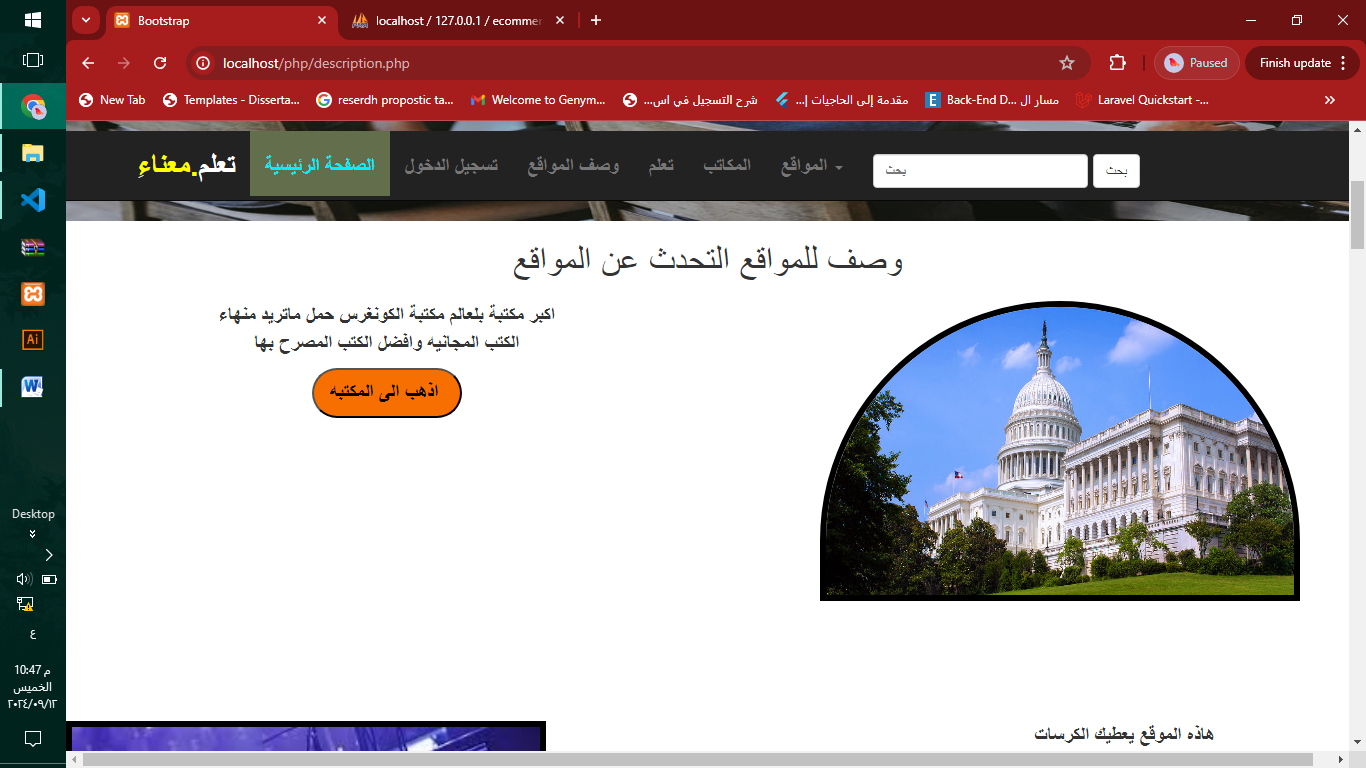 Bootstrap
localhost / 127.0.0.1 / ecommer
localhost/php/description.php
Paused
Finish update
New Tab
Templates - Disserta...
reserdh propostic ta...
Welcome to Genym...
شرح التسجيل في اس...
مقدمة إلى الحاجيات |...
Back-End D... مسار ال
Laravel Quickstart -...
تعلم.معناءِ
الصفحة الرئيسية
تسجيل الدخول
وصف المواقع
تعلم
المكاتب
المواقع
بحث
بحث
وصف للمواقع التحدث عن المواقع
اكبر مكتبة بلعالم مكتبة الكونغرس حمل ماتريد منهاء
الكتب المجانيه وافضل الكتب المصرح بها
اذهب الى المكتبه
هاذه الموقع يعطيك الكرسات
Desktop
ع
10:47 م
الخميس
٢٠٢٤/٠٩/١٢